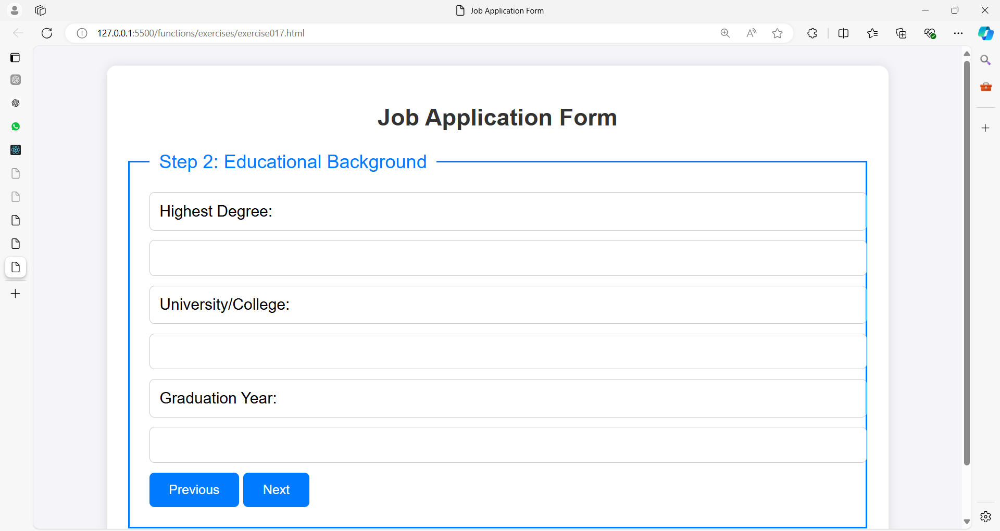 Job Application Form
127.0.0.1:5500/functions/exercises/exercise017.html
Job Application Form
Step 2: Educational Background
Highest Degree:
University/College:
Graduation Year:
Previous
Next